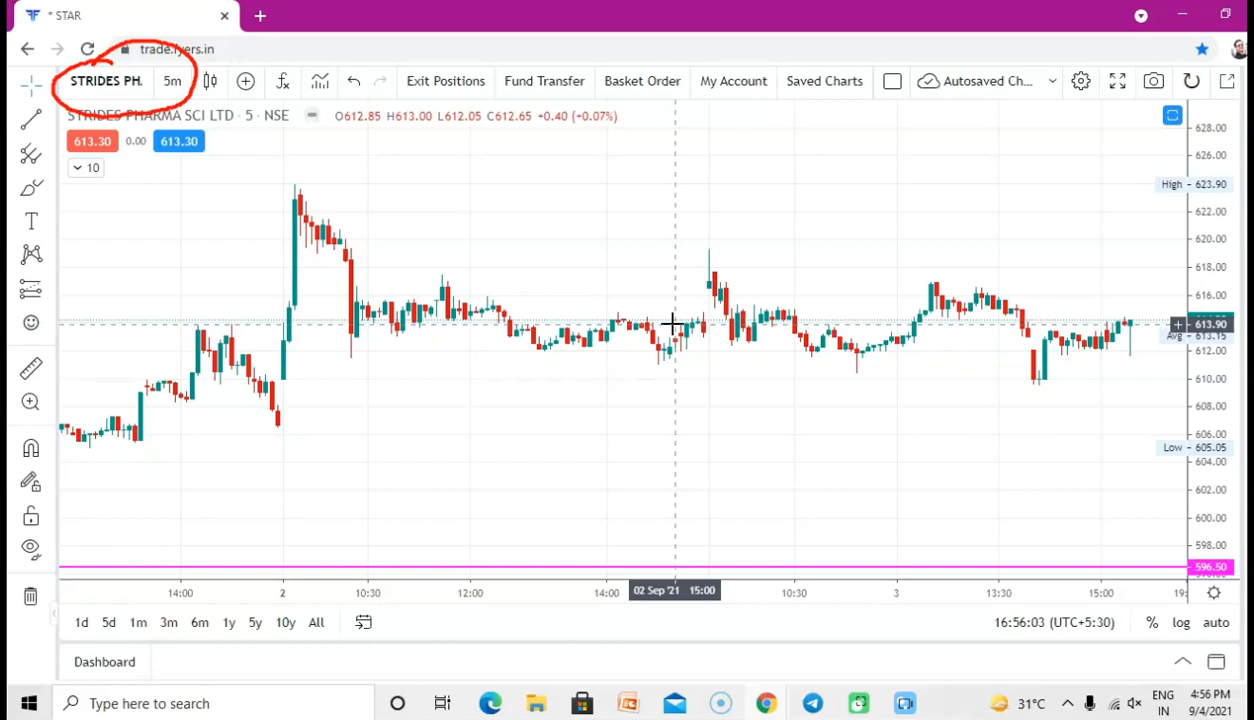 * STAR
trade.fyers.in
STRIDES PH. 5m Exit Positions Fund Transfer Basket Order My Account Saved Charts Autosaved Ch...
STRIDES PHARMA SCI LTD · 5 · NSE O612.85 H613.00 L612.05 C612.65 +0.40 (+0.07%)
613.30 0.00 613.30
10
628.00
626.00
High 623.90
622.00
620.00
618.00
616.00
613.90
Avg 613.15
612.00
610.00
608.00
606.00
Low 605.05
604.00
602.00
600.00
598.00
596.50
14:00 2 10:30 12:00 14:00 02 Sep '21 15:00 10:30 3 13:30 15:00 19:
1d 5d 1m 3m 6m 1y 5y 10y All 16:56:03 (UTC+5:30) % log auto
Dashboard
Type here to search 31°C ENG IN 4:56 PM 9/4/2021